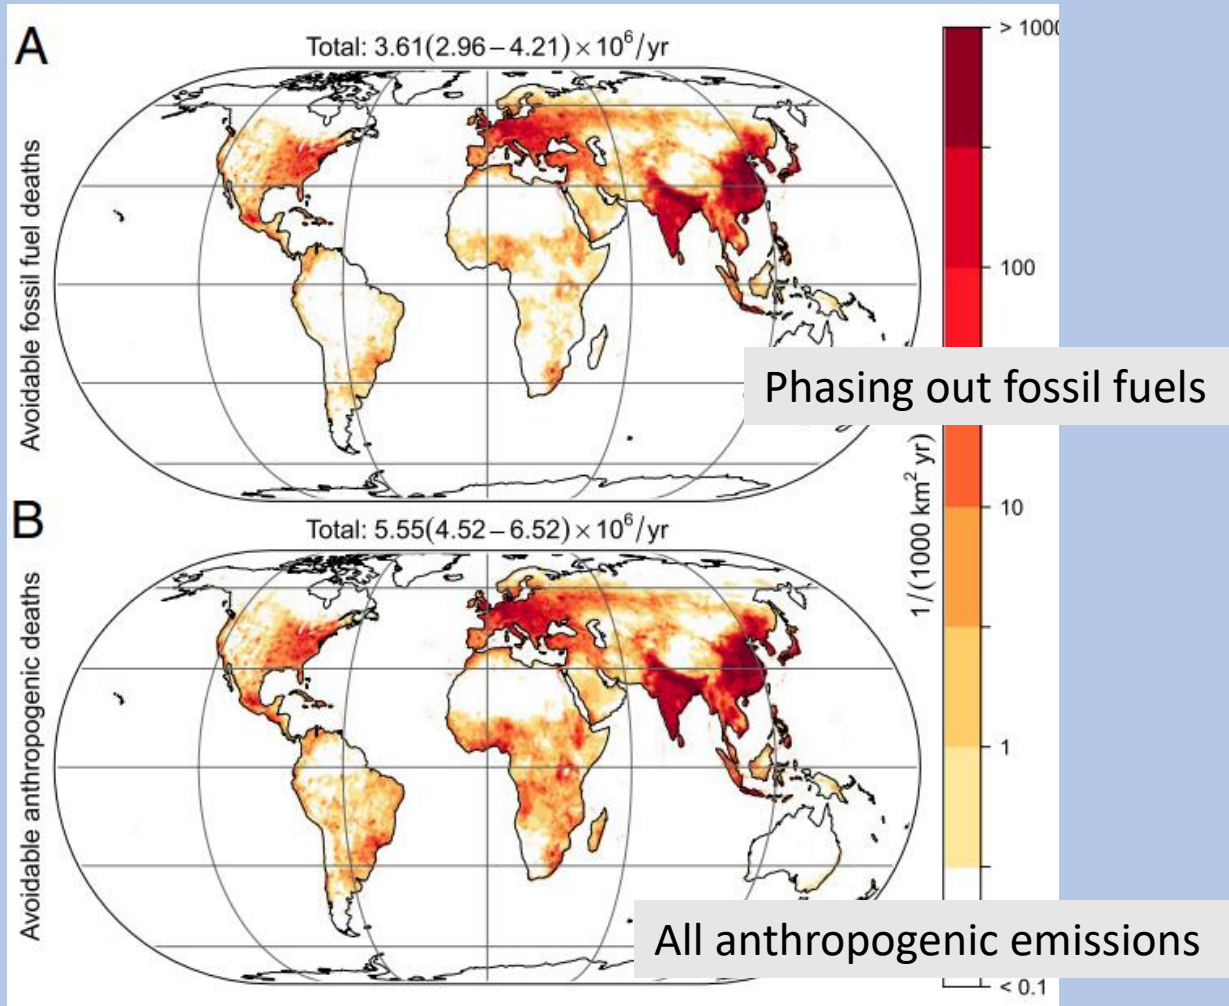 A
Total: 3.61(2.96 – 4.21) × 10⁶/yr
Avoidable fossil fuel deaths
> 1000
100
Phasing out fossil fuels
1/(1000 km² yr)
10
B
Total: 5.55(4.52 – 6.52) × 10⁶/yr
Avoidable anthropogenic deaths
1
All anthropogenic emissions
< 0.1